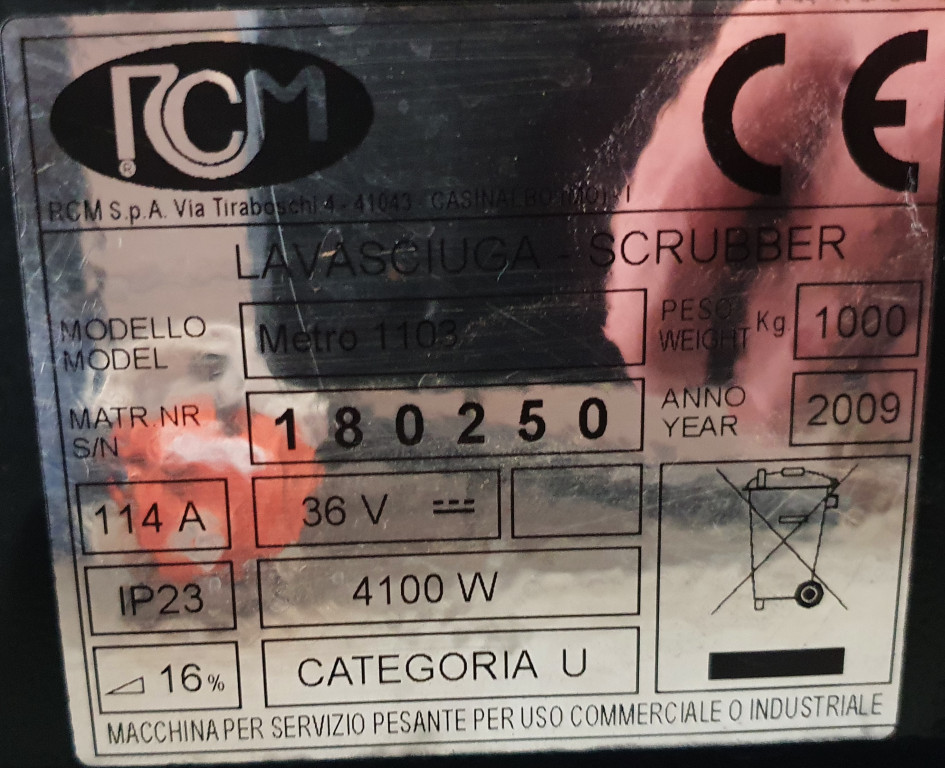 RCM
®
CE
RCM S.p.A. Via Tiraboschi 4 - 41043 CASINALBO (MO) - I
LAVASCIUGA - SCRUBBER
MODELLO
MODEL
Metro 1103
PESO
WEIGHT
Kg
1000
MATR.NR
S/N
180250
ANNO
YEAR
2009
114 A
36 V
IP23
4100 W
16%
CATEGORIA U
MACCHINA PER SERVIZIO PESANTE PER USO COMMERCIALE O INDUSTRIALE